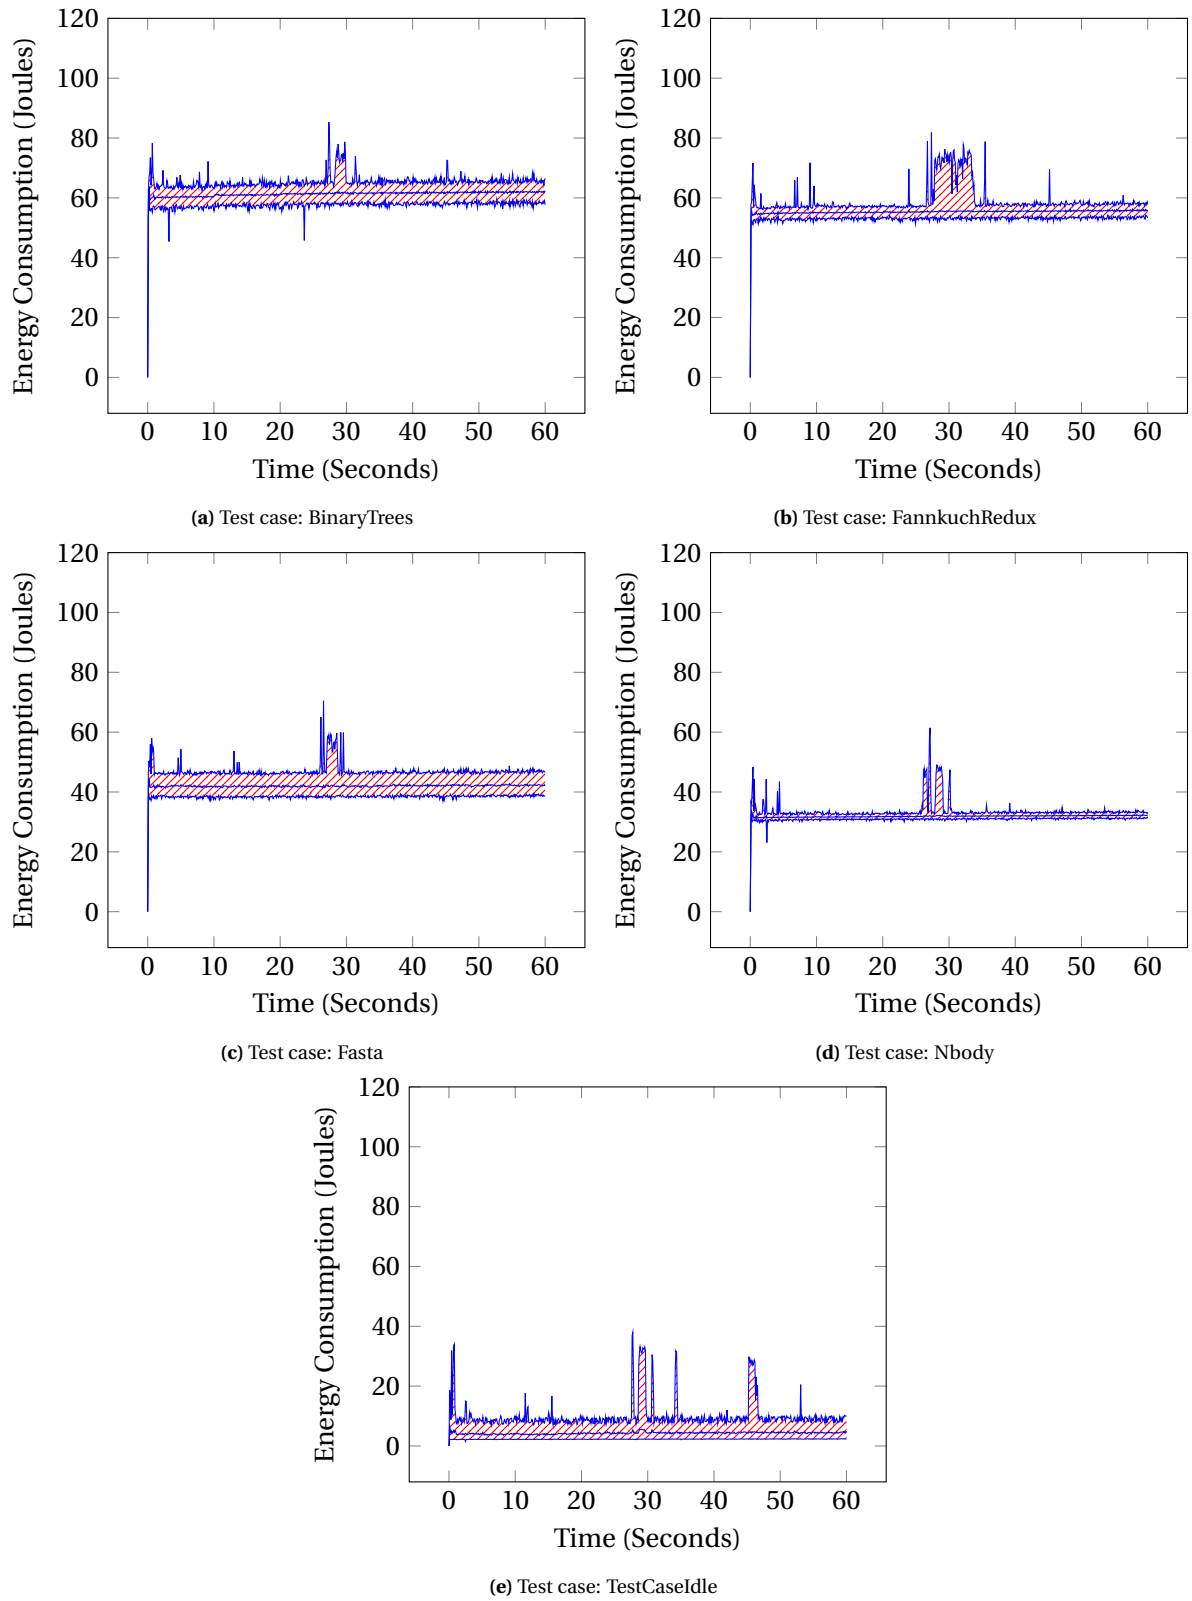 120
100
80
60
40
20
0
Energy Consumption (Joules)
0 10 20 30 40 50 60
Time (Seconds)
(a) Test case: BinaryTrees
120
100
80
60
40
20
0
Energy Consumption (Joules)
0 10 20 30 40 50 60
Time (Seconds)
(b) Test case: FannkuchRedux
120
100
80
60
40
20
0
Energy Consumption (Joules)
0 10 20 30 40 50 60
Time (Seconds)
(c) Test case: Fasta
120
100
80
60
40
20
0
Energy Consumption (Joules)
0 10 20 30 40 50 60
Time (Seconds)
(d) Test case: Nbody
120
100
80
60
40
20
0
Energy Consumption (Joules)
0 10 20 30 40 50 60
Time (Seconds)
(e) Test case: TestCaseIdle